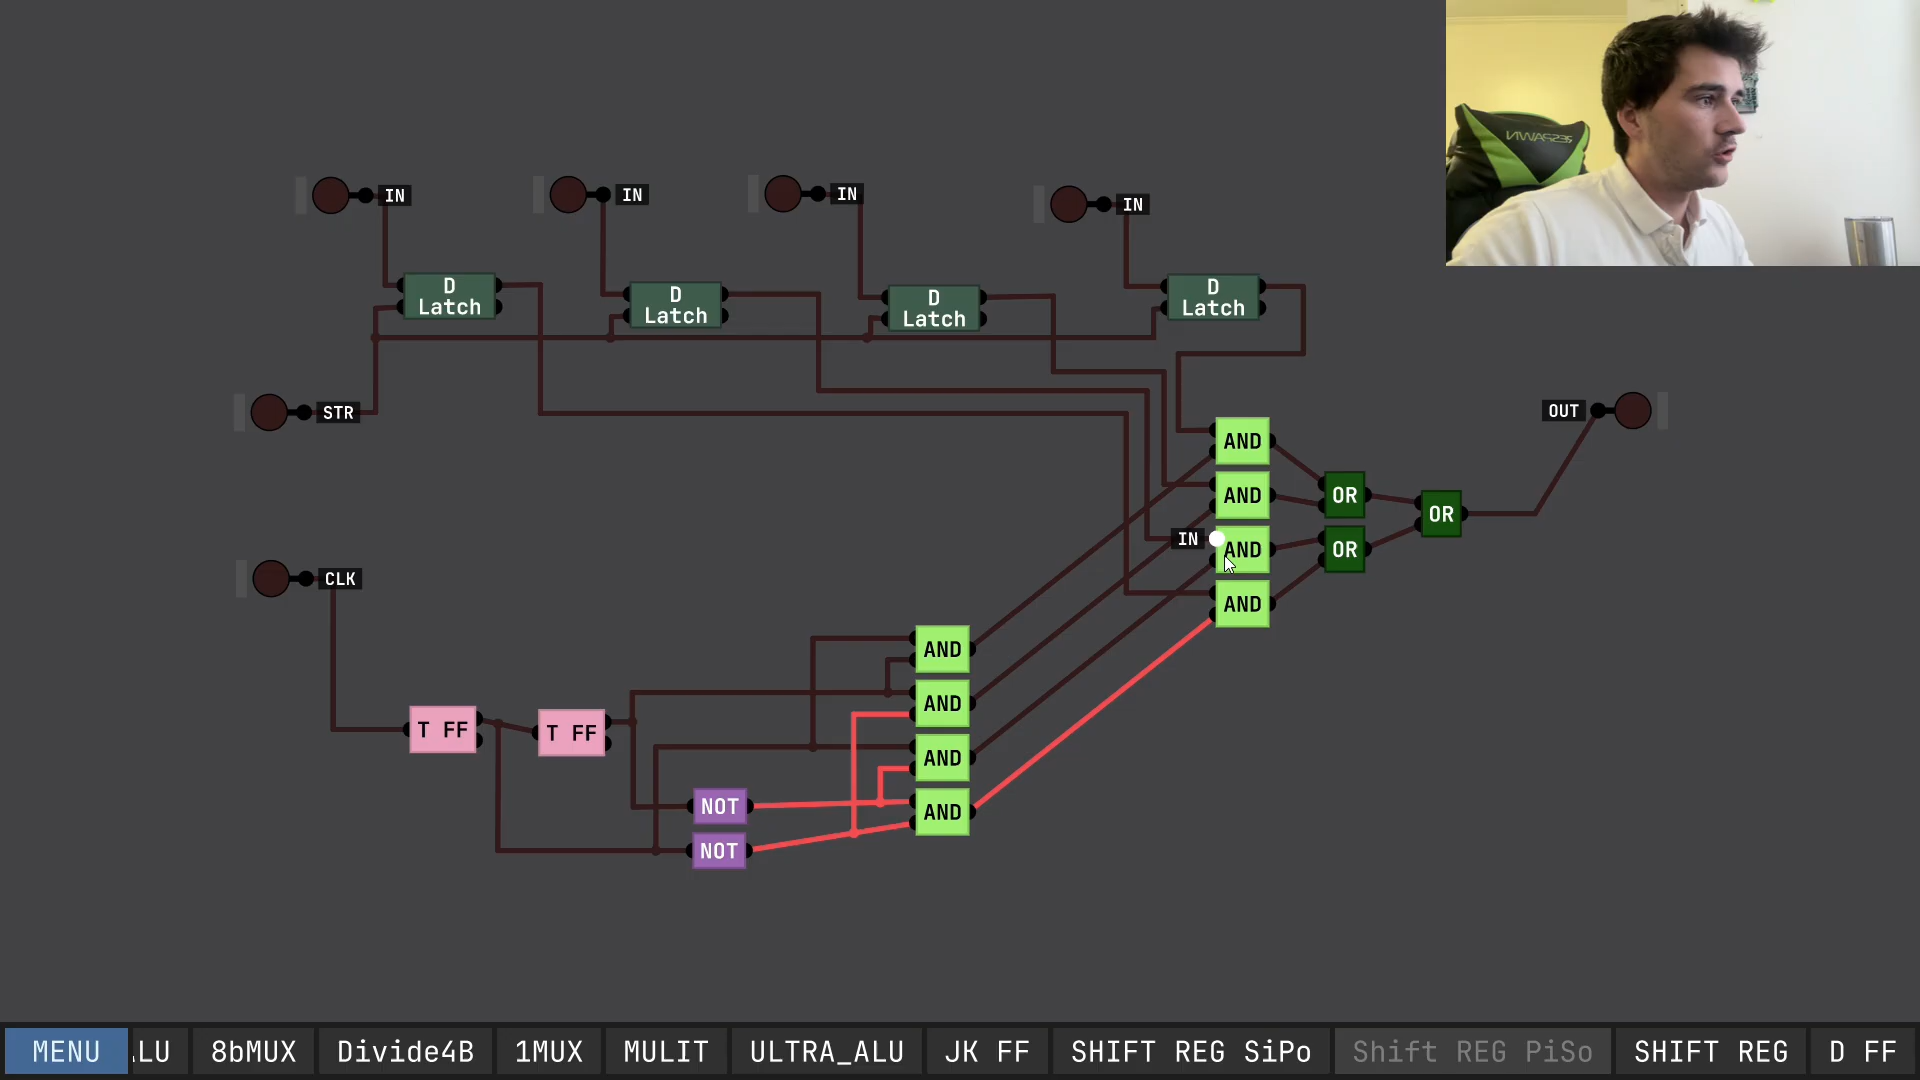 IN
IN
IN
IN
D
Latch
D
Latch
D
Latch
D
Latch
STR
OUT
AND
AND
OR
OR
IN
AND
OR
CLK
AND
AND
AND
T FF
T FF
AND
NOT
AND
NOT
MENU
LU
8bMUX
Divide4B
1MUX
MULIT
ULTRA_ALU
JK FF
SHIFT REG SiPo
Shift REG PiSo
SHIFT REG
D FF